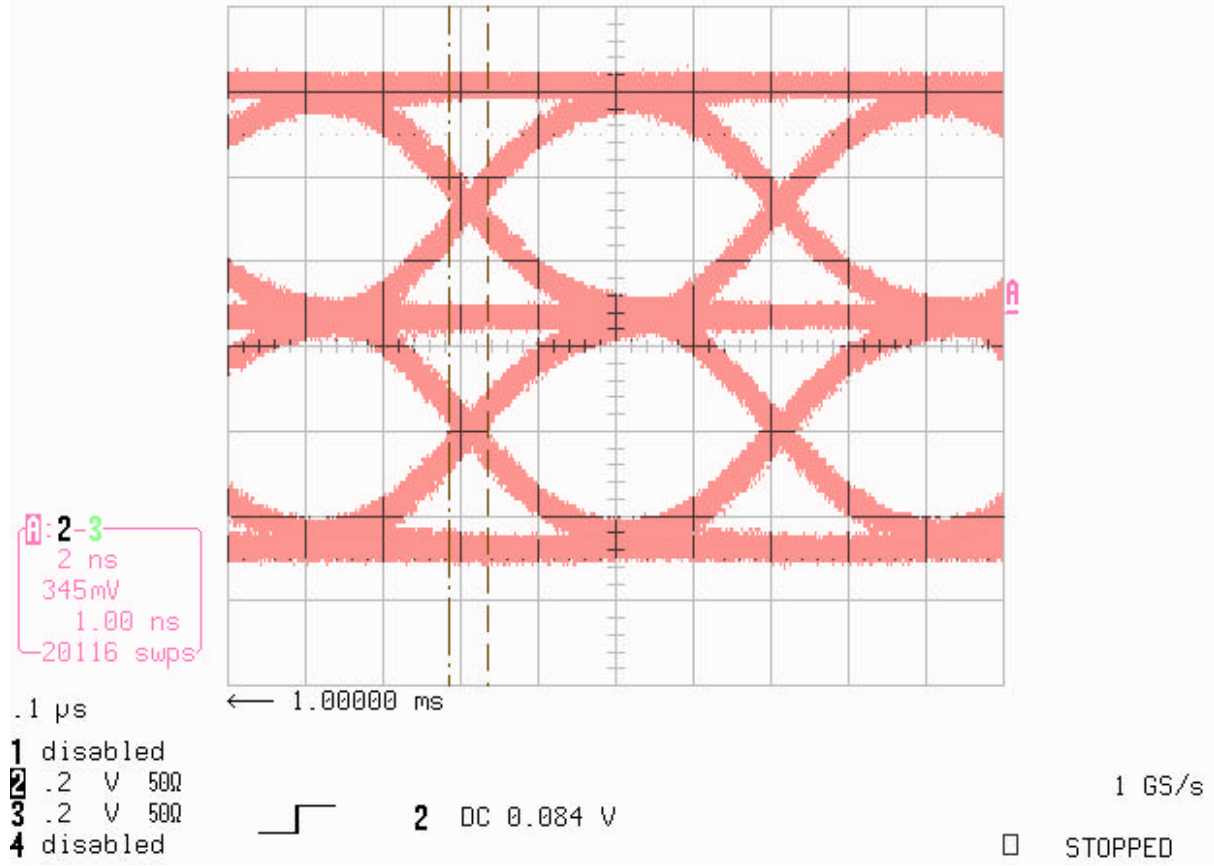 A
A:2-3
2 ns
345mV
1.00 ns
20116 swps
← 1.00000 ms
.1 µs
1 disabled
2 .2 V 50Ω
3 .2 V 50Ω
4 disabled
2 DC 0.084 V
1 GS/s
□ STOPPED